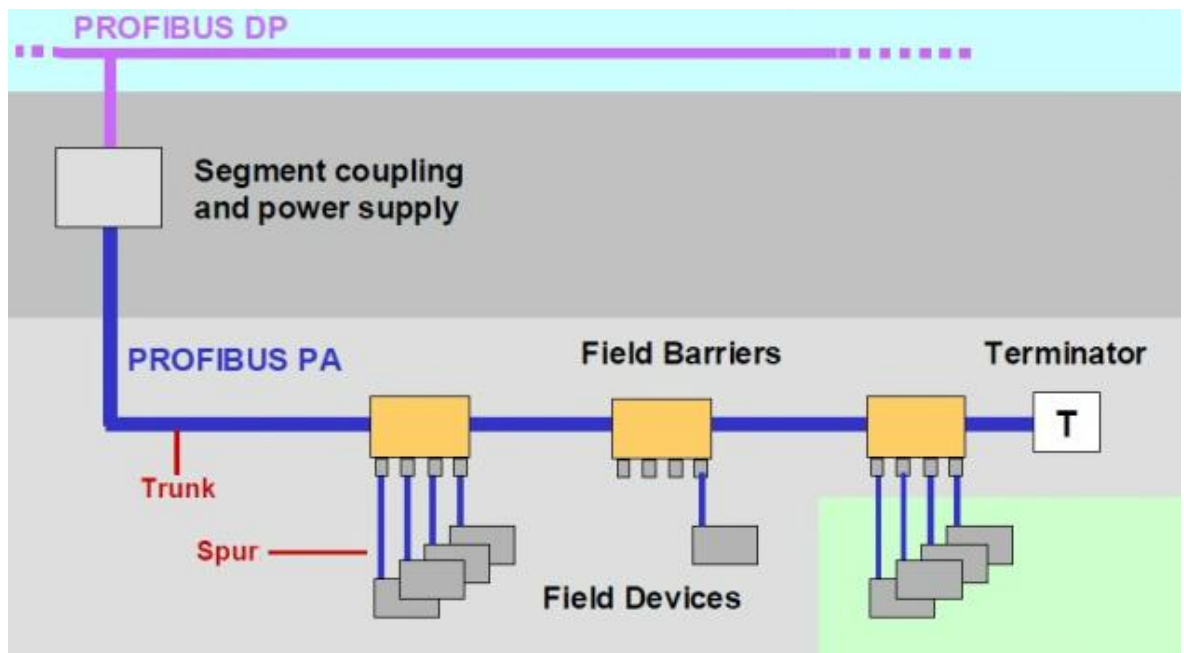 PROFIBUS DP
Segment coupling
and power supply
PROFIBUS PA
Field Barriers
Terminator
T
Trunk
Spur
Field Devices